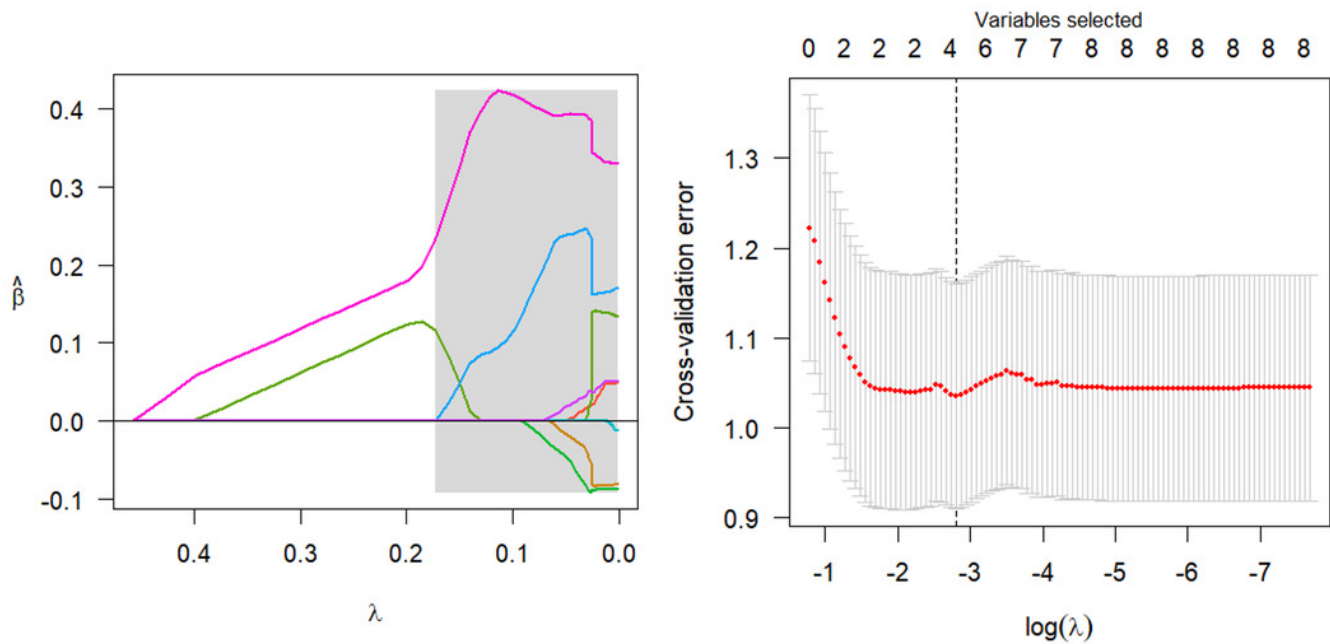 0.4
0.3
0.2
0.1
0.0
-0.1
β̂
0.4 0.3 0.2 0.1 0.0
λ
Variables selected
0 2 2 2 4 6 7 7 8 8 8 8 8 8
1.3
1.2
1.1
1.0
0.9
Cross-validation error
-1 -2 -3 -4 -5 -6 -7
log(λ)